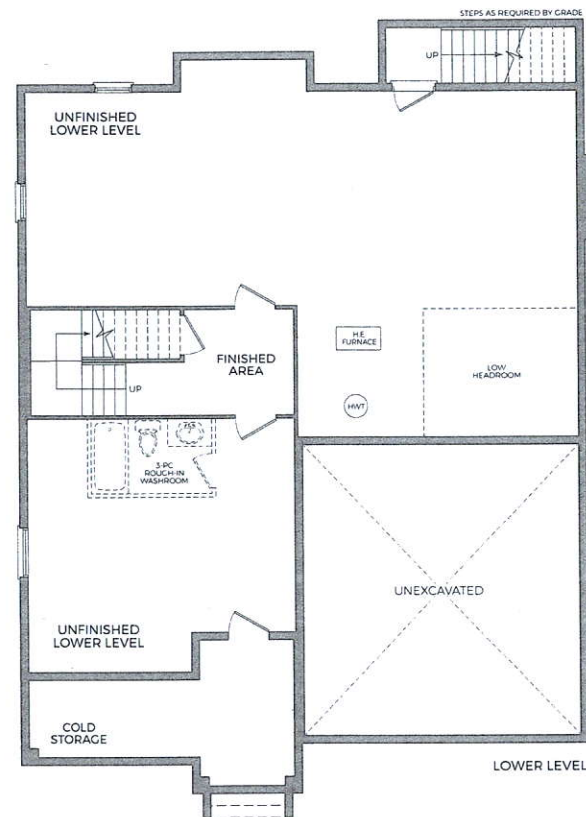 STEPS AS REQUIRED BY GRADE
UP
UNFINISHED
LOWER LEVEL
H.E.
FURNACE
FINISHED
AREA
LOW
HEADROOM
UP
HWT
3-PC
ROUGH-IN
WASHROOM
UNEXCAVATED
UNFINISHED
LOWER LEVEL
COLD
STORAGE
LOWER LEVEL